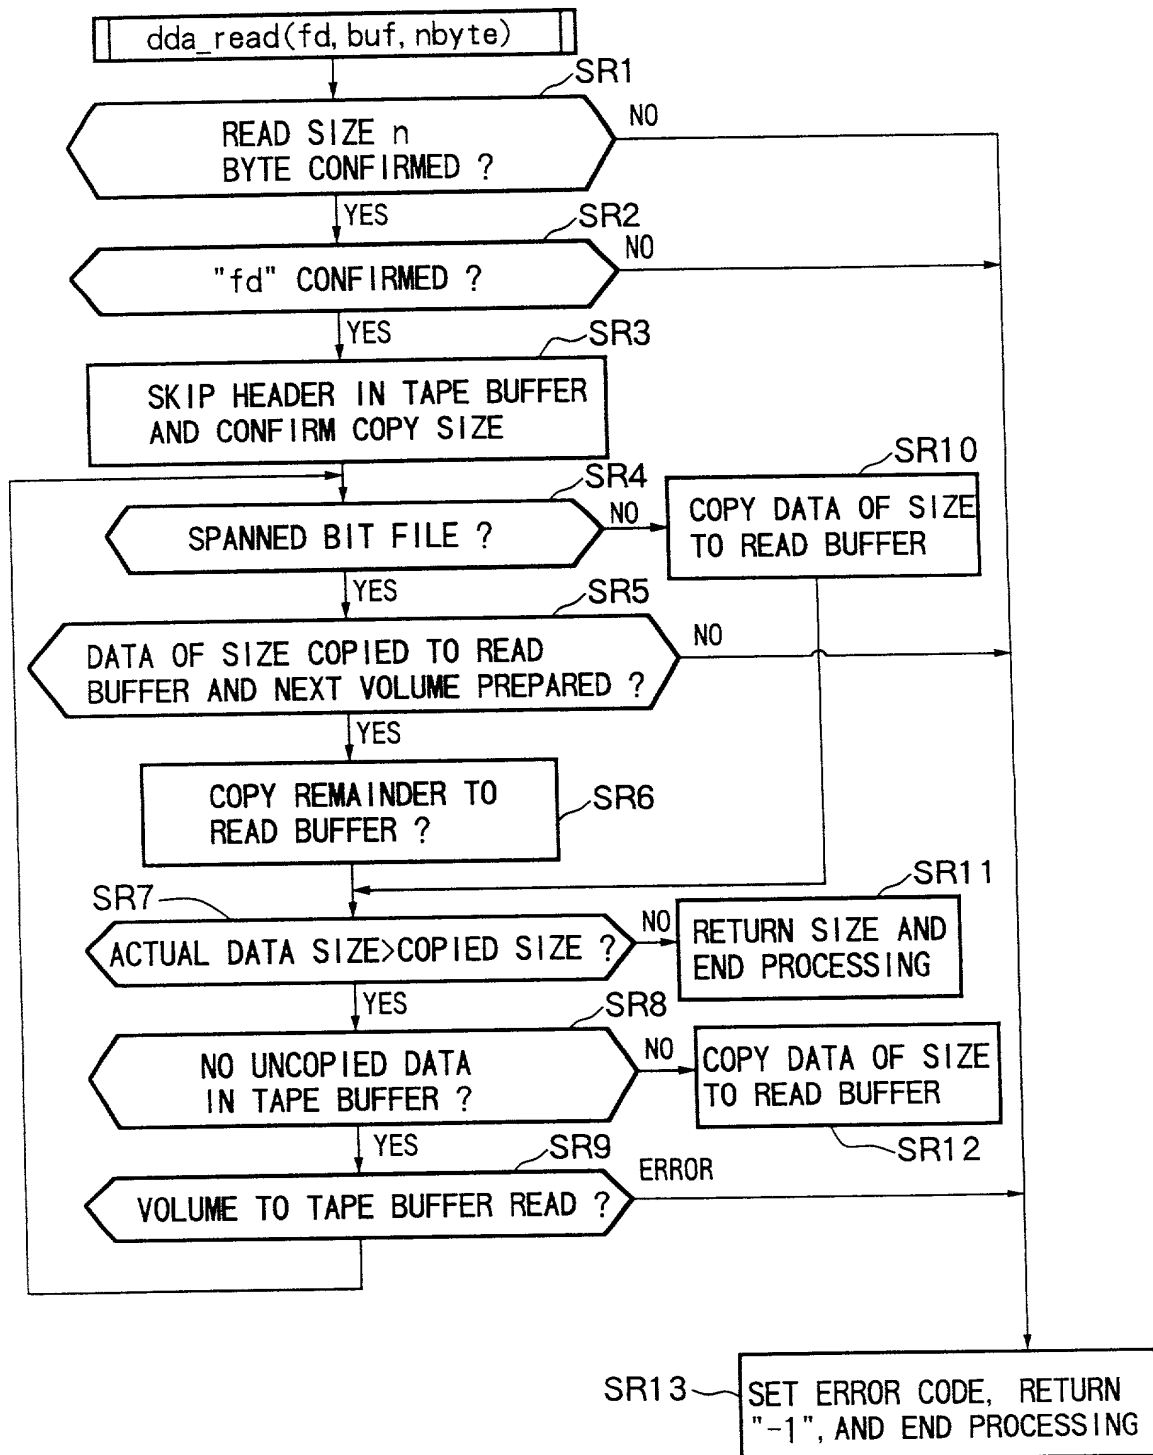 dda_read(fd,buf,nbyte)
SR1
READ SIZE n
BYTE CONFIRMED ?
NO
YES
SR2
"fd" CONFIRMED ?
NO
YES
SR3
SKIP HEADER IN TAPE BUFFER
AND CONFIRM COPY SIZE
SR4
SPANNED BIT FILE ?
NO
SR10
COPY DATA OF SIZE
TO READ BUFFER
YES
SR5
DATA OF SIZE COPIED TO READ
BUFFER AND NEXT VOLUME PREPARED ?
NO
YES
COPY REMAINDER TO
READ BUFFER ?
SR6
SR7
ACTUAL DATA SIZE>COPIED SIZE ?
NO
SR11
RETURN SIZE AND
END PROCESSING
YES
SR8
NO UNCOPIED DATA
IN TAPE BUFFER ?
NO
COPY DATA OF SIZE
TO READ BUFFER
SR12
YES
SR9
VOLUME TO TAPE BUFFER READ ?
ERROR
SR13
SET ERROR CODE, RETURN
"-1", AND END PROCESSING